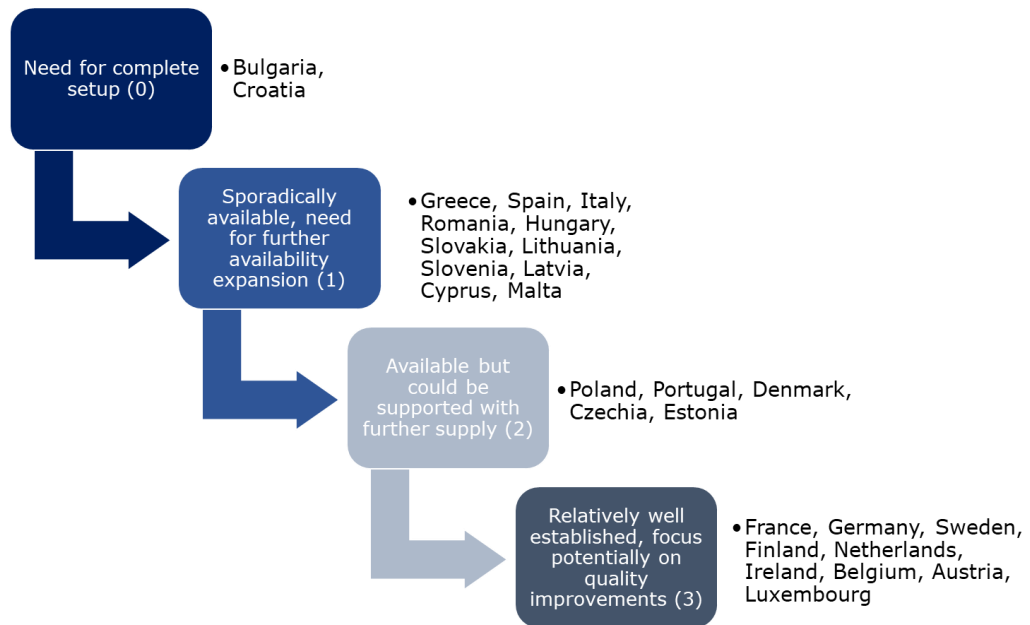 Need for complete
setup (0)
•Bulgaria,
Croatia
Sporadically
available, need
for further
availability
expansion (1)
•Greece, Spain, Italy,
Romania, Hungary,
Slovakia, Lithuania,
Slovenia, Latvia,
Cyprus, Malta
Available but
could be
supported with
further supply (2)
•Poland, Portugal, Denmark,
Czechia, Estonia
Relatively well
established, focus
potentially on
quality
improvements (3)
•France, Germany, Sweden,
Finland, Netherlands,
Ireland, Belgium, Austria,
Luxembourg